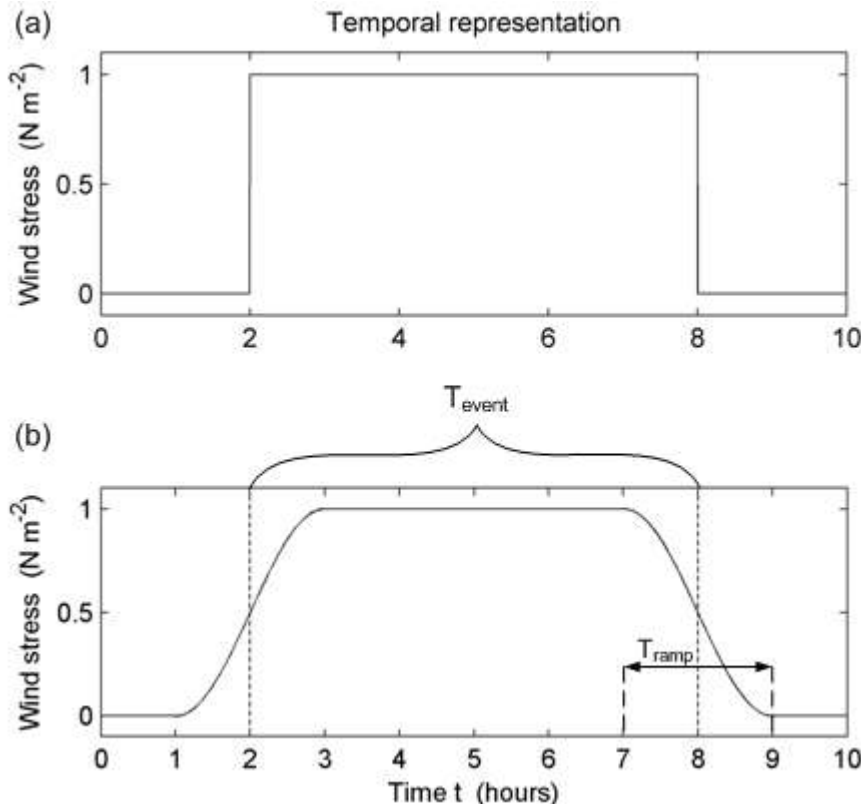 (a)
Temporal representation
Wind stress (N m-2)
1
0.5
0
0 2 4 6 8 10
Tevent
(b)
Wind stress (N m-2)
1
0.5
0
Tramp
0 1 2 3 4 5 6 7 8 9 10
Time t (hours)